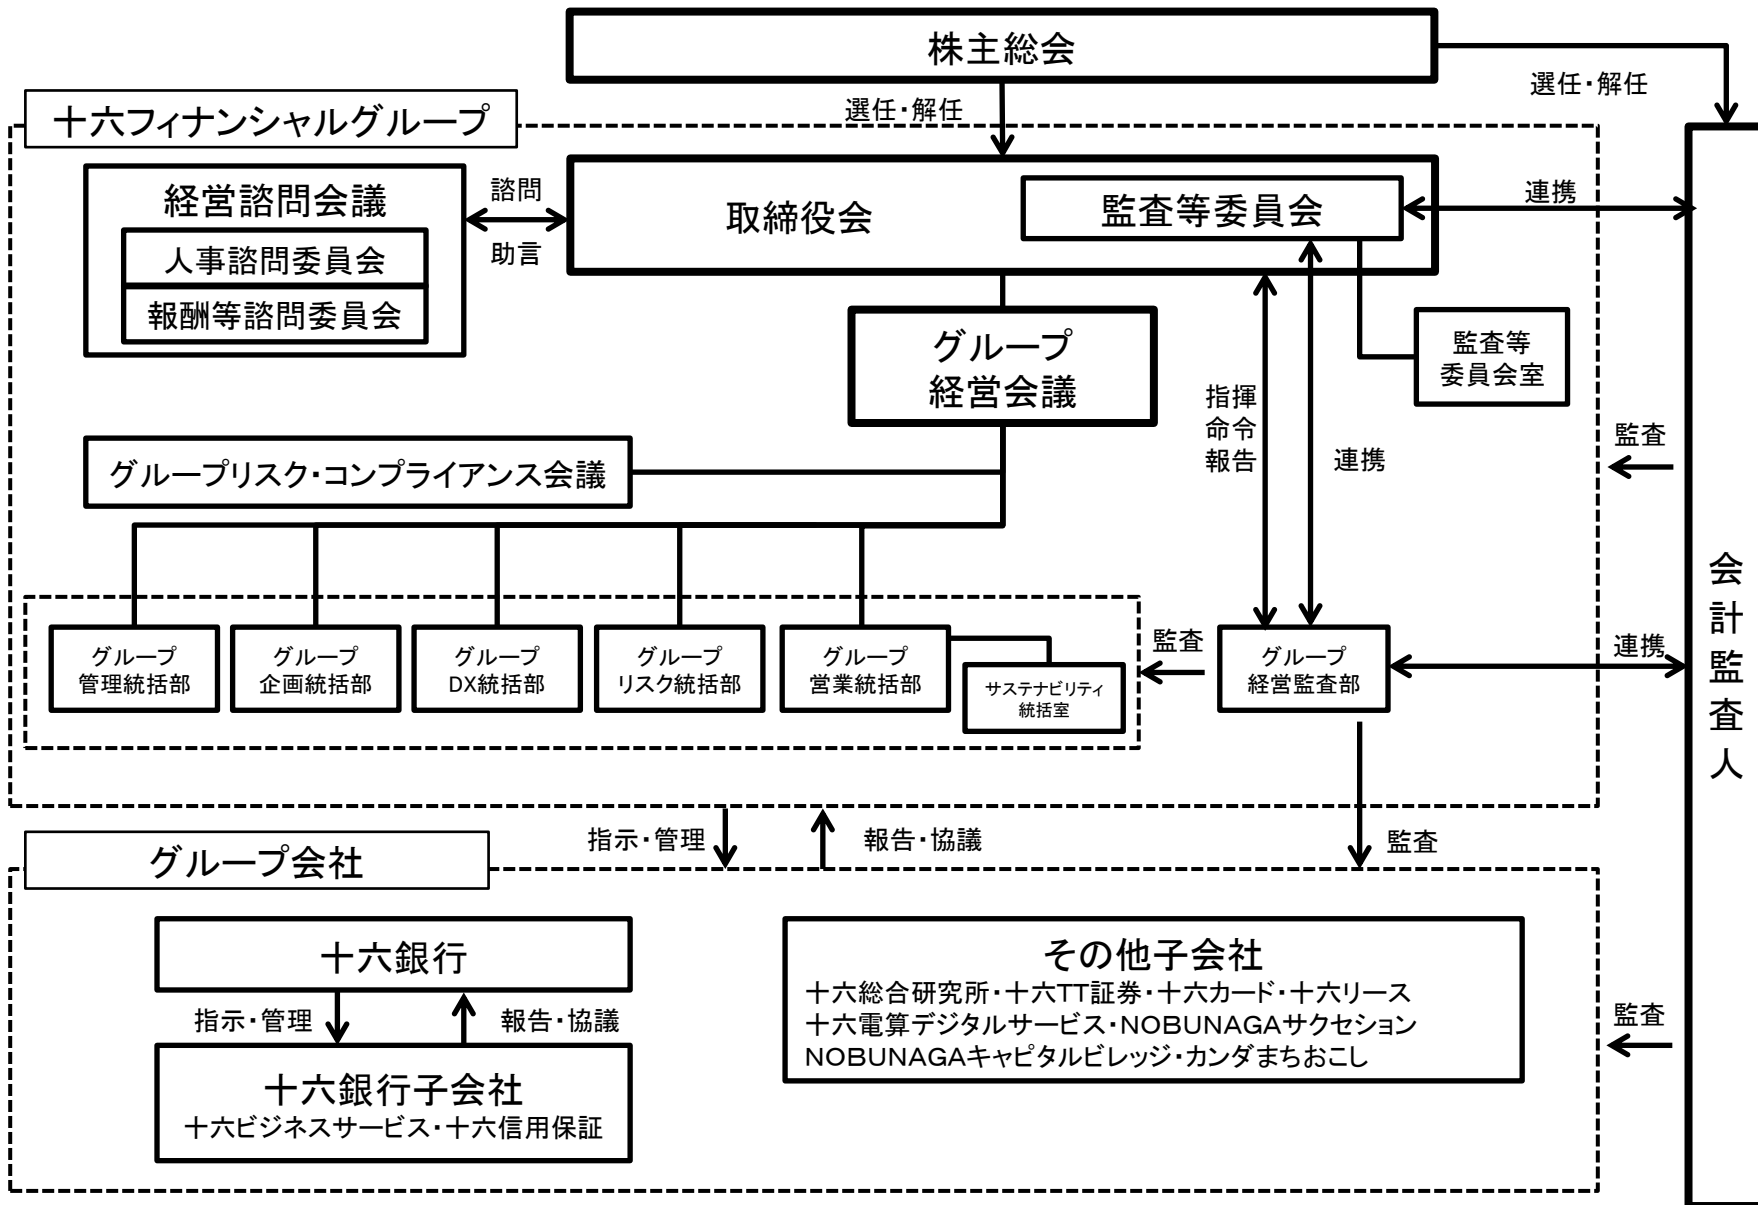 株主総会
選任・解任
選任・解任
十六フィナンシャルグループ
経営諮問会議
人事諮問委員会
報酬等諮問委員会
諮問
助言
取締役会
監査等委員会
連携
グループ
経営会議
監査等
委員会室
指揮
命令
報告
連携
監査
グループリスク・コンプライアンス会議
グループ
管理統括部
グループ
企画統括部
グループ
DX統括部
グループ
リスク統括部
グループ
営業統括部
サステナビリティ
統括室
監査
グループ
経営監査部
連携
会計監査人
指示・管理
報告・協議
監査
グループ会社
十六銀行
指示・管理
報告・協議
十六銀行子会社
十六ビジネスサービス・十六信用保証
その他子会社
十六総合研究所・十六TT証券・十六カード・十六リース
十六電算デジタルサービス・NOBUNAGAサクセション
NOBUNAGAキャピタルビレッジ・カンダまちおこし
監査